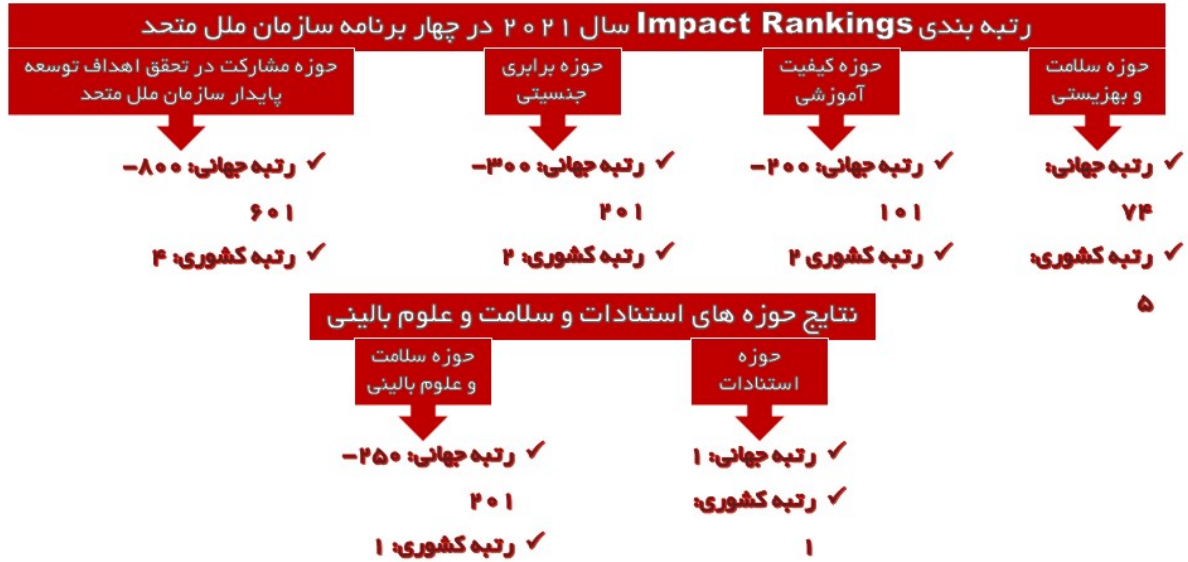 رتبه بندی Impact Rankings سال ۲۰۲۱ در چهار برنامه سازمان ملل متحد
حوزه سلامت
و بهزیستی
رتبه جهانی:
۷۴
رتبه کشوری:
۵
حوزه کیفیت
آموزشی
رتبه جهانی: ۲۰۰-
۱۰۱
رتبه کشوری ۲
حوزه برابری
جنسیتی
رتبه جهانی: ۳۰۰-
۲۰۱
رتبه کشوری: ۲
حوزه مشارکت در تحقق اهداف توسعه
پایدار سازمان ملل متحد
رتبه جهانی: ۸۰۰-
۶۰۱
رتبه کشوری: ۴
نتایج حوزه های استنادات و سلامت و علوم بالینی
حوزه
استنادات
رتبه جهانی: ۱
رتبه کشوری:
۱
حوزه سلامت
و علوم بالینی
رتبه جهانی: ۲۵۰-
۲۰۱
رتبه کشوری: ۱